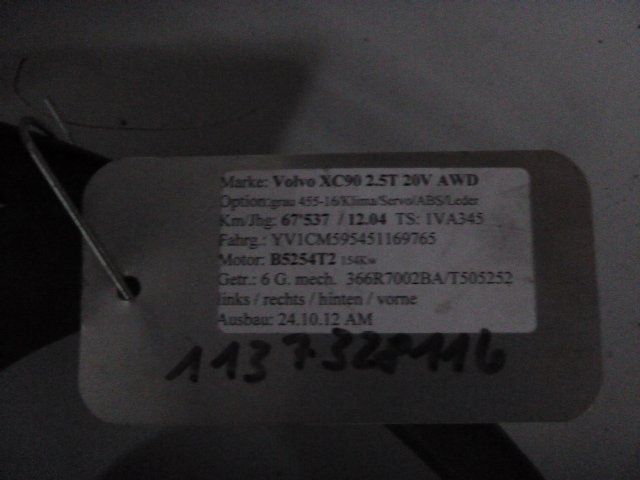 Marke: Volvo XC90 2.5T 20V AWD
Option:grau 455-16/Klima/Servo/ABS/Leder
Km/Jhg: 67'537 / 12.04 TS: 1VA345
Fahrg.: YV1CM595451169765
Motor: B5254T2 154Kw
Getr.: 6 G. mech. 366R7002BA/T505252
links / rechts / hinten / vorne
Ausbau: 24.10.12 AM
1137328116